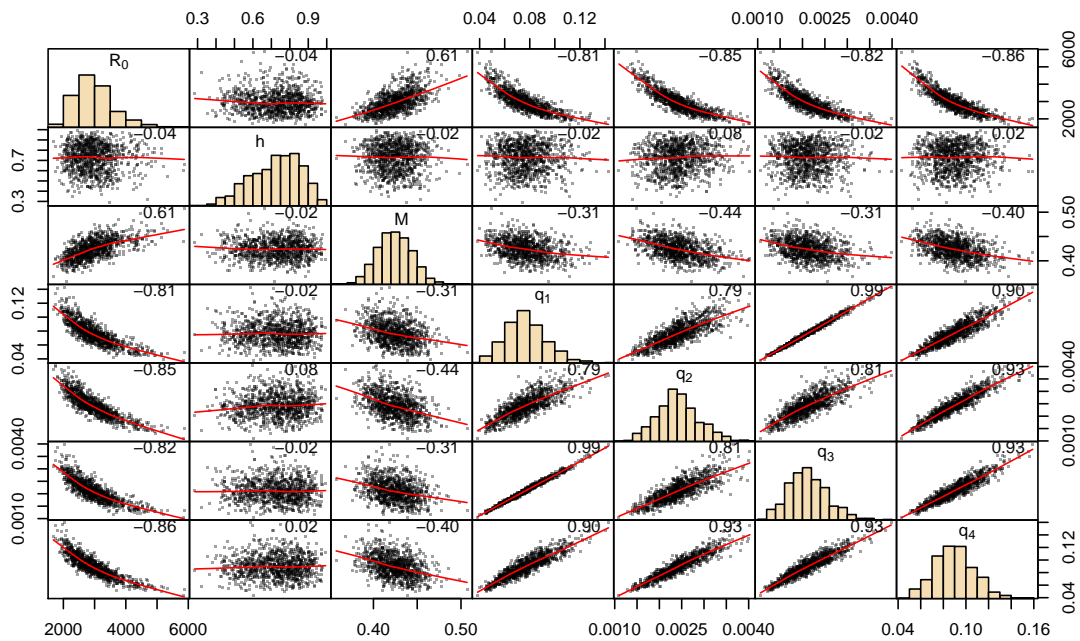 0.3 0.5 0.7 0.9 0.04 0.08 0.12 0.0010 0.0025 0.0040
R0 −0.04 0.61 −0.81 −0.85 −0.82 −0.86 2000 6000
0.3 0.7 −0.04 h −0.02 −0.02 0.08 −0.02 0.02
0.61 −0.02 M −0.31 −0.44 −0.31 −0.40 0.40 0.50
0.04 0.12 −0.81 −0.02 −0.31 q1 0.79 0.99 0.90
−0.85 0.08 −0.44 0.79 q2 0.81 0.93 0.0010 0.0040
0.0010 0.0040 −0.82 −0.02 −0.31 0.99 0.81 q3 0.93
−0.86 0.02 −0.40 0.90 0.93 0.93 q4 0.04 0.12
2000 4000 6000 0.40 0.50 0.0010 0.0025 0.0040 0.04 0.10 0.16